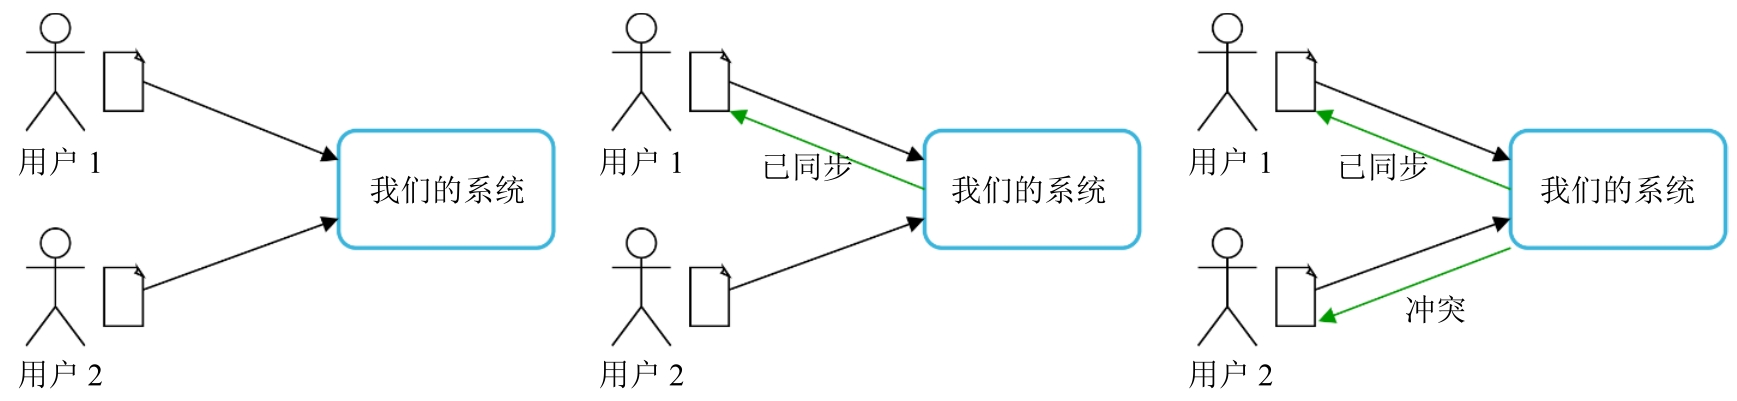 用户 1
我们的系统
用户 2
用户 1
已同步
我们的系统
用户 2
用户 1
已同步
我们的系统
冲突
用户 2